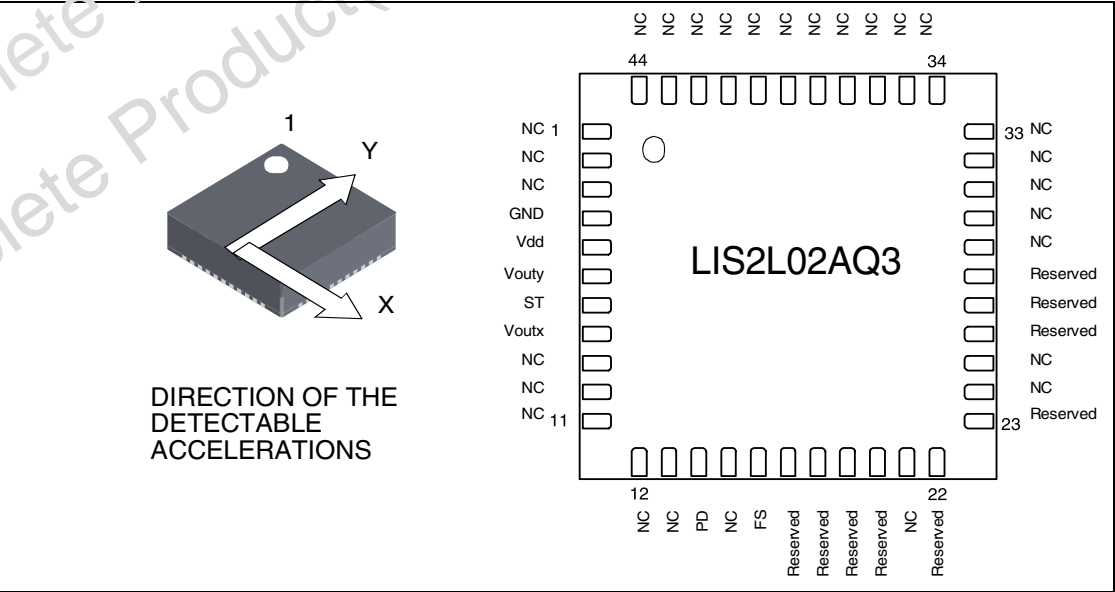 lete Product(
lete
1
Y
X
DIRECTION OF THE
DETECTABLE
ACCELERATIONS
NC NC NC NC NC NC NC NC NC NC NC
44 34
NC 1
NC
NC
GND
Vdd
Vouty
ST
Voutx
NC
NC
NC 11
LIS2L02AQ3
33 NC
NC
NC
NC
NC
Reserved
Reserved
Reserved
NC
NC
23 Reserved
12 22
NC NC PD NC FS Reserved Reserved Reserved Reserved NC Reserved